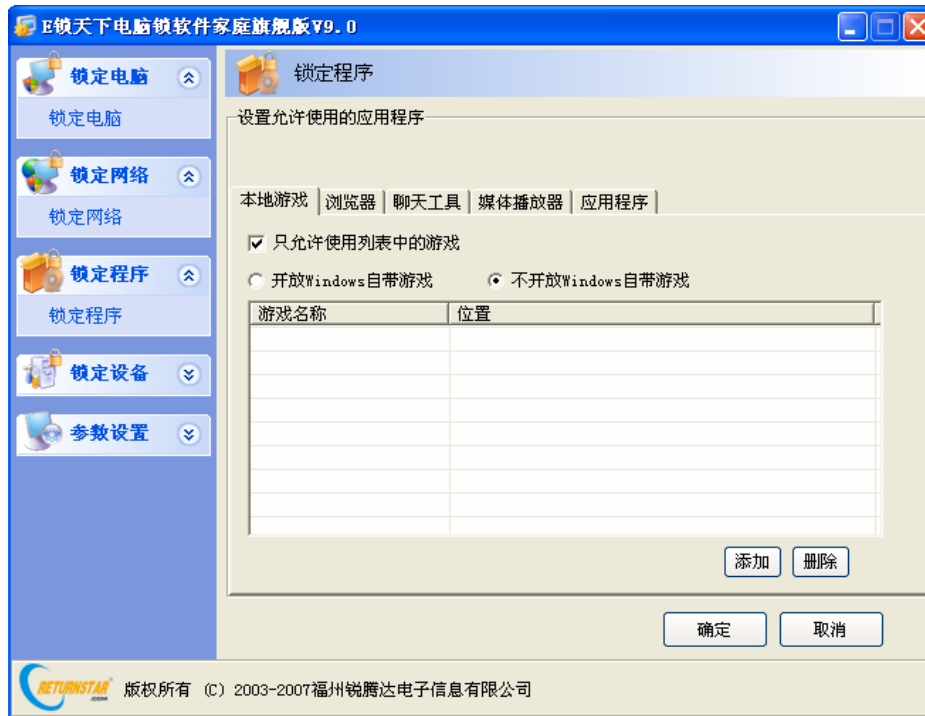 E锁天下电脑锁软件家庭旗舰版V9.0
锁定电脑
锁定电脑
锁定网络
锁定网络
锁定程序
锁定程序
锁定设备
参数设置
锁定程序
设置允许使用的应用程序
本地游戏 浏览器 聊天工具 媒体播放器 应用程序
只允许使用列表中的游戏
开放Windows自带游戏 不开放Windows自带游戏
游戏名称 位置
添加 删除
确定 取消
RETURNSTAR .COM 版权所有 (C) 2003-2007福州锐腾达电子信息有限公司